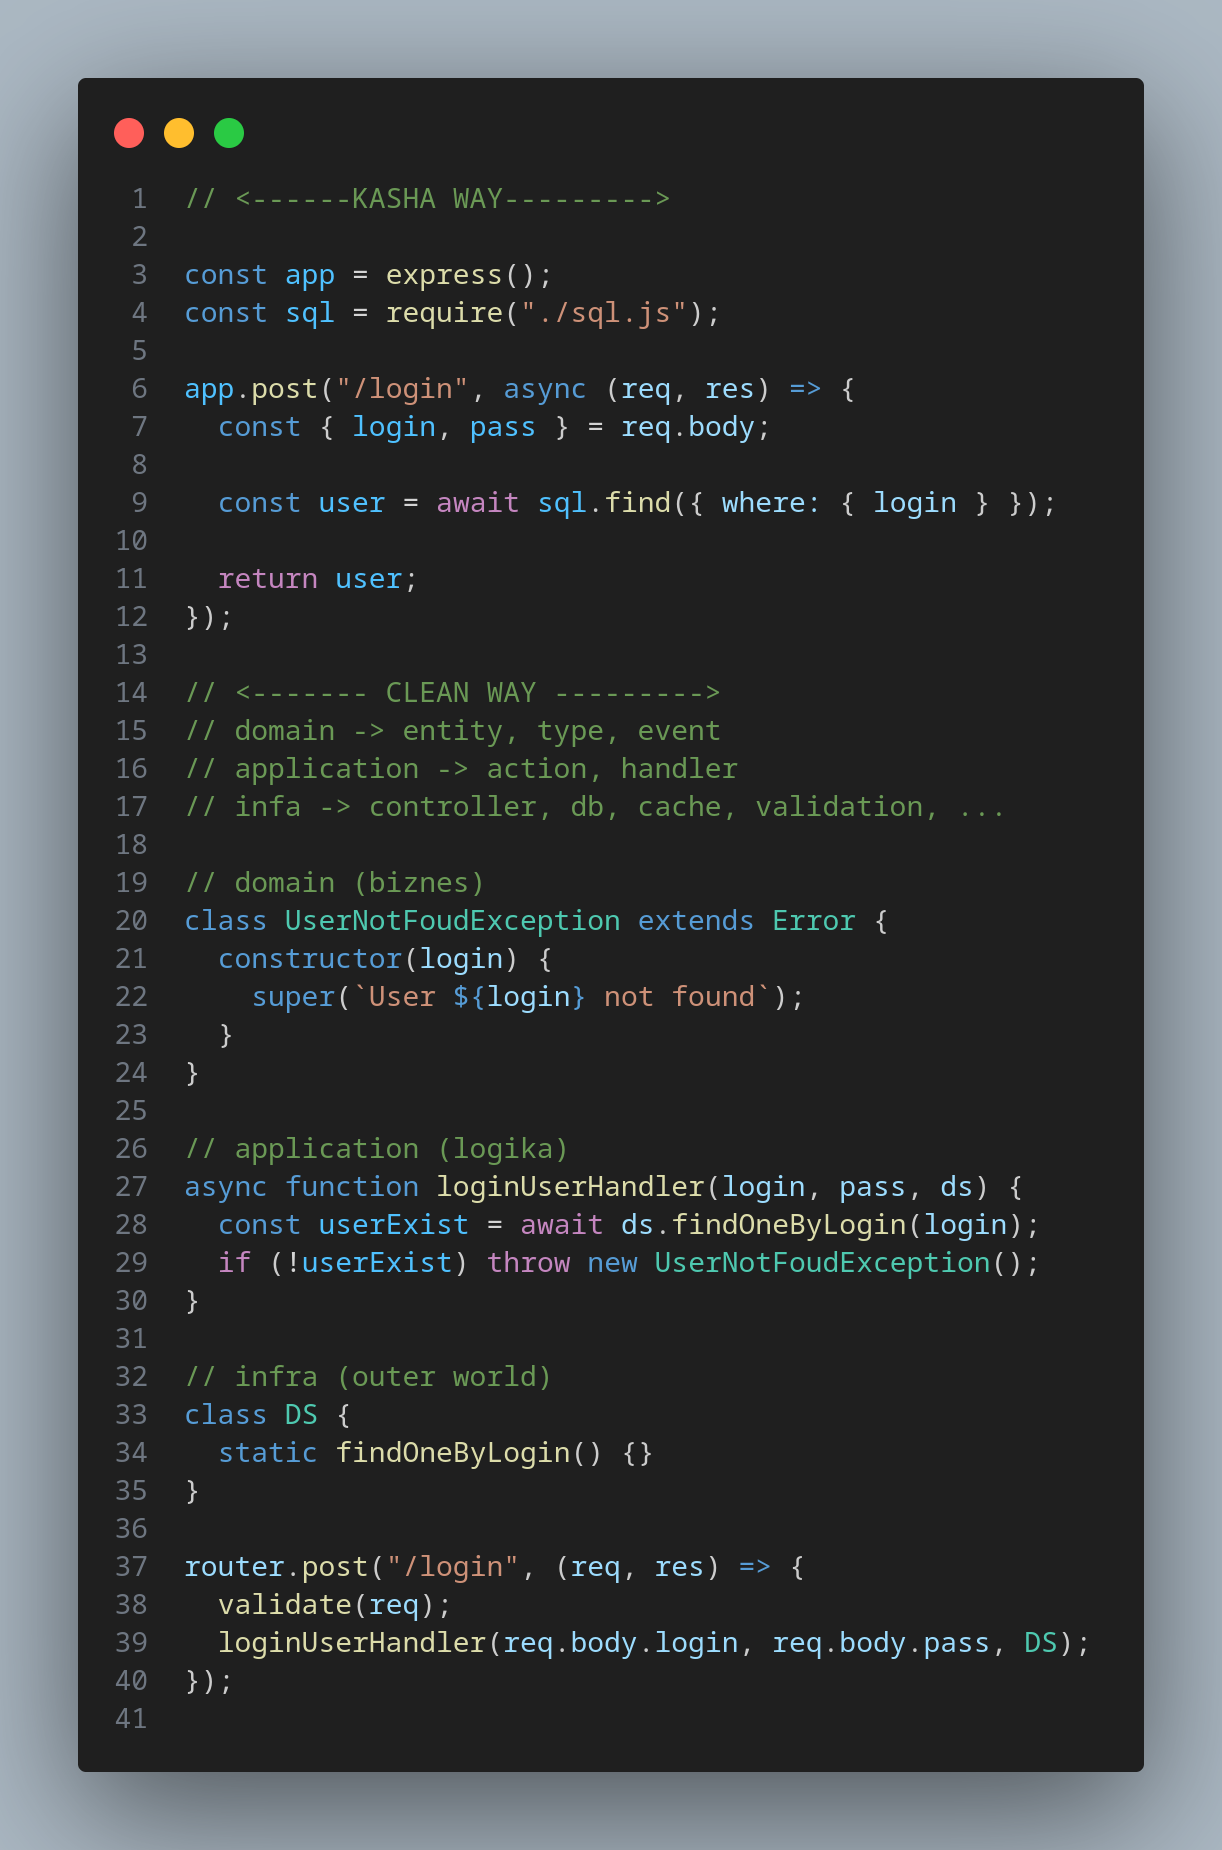 1 // <------KASHA WAY--------->
2
3 const app = express();
4 const sql = require("./sql.js");
5
6 app.post("/login", async (req, res) => {
7   const { login, pass } = req.body;
8
9   const user = await sql.find({ where: { login } });
10
11   return user;
12 });
13
14 // <------- CLEAN WAY --------->
15 // domain -> entity, type, event
16 // application -> action, handler
17 // infa -> controller, db, cache, validation, ...
18
19 // domain (biznes)
20 class UserNotFoudException extends Error {
21   constructor(login) {
22     super(`User ${login} not found`);
23   }
24 }
25
26 // application (logika)
27 async function loginUserHandler(login, pass, ds) {
28   const userExist = await ds.findOneByLogin(login);
29   if (!userExist) throw new UserNotFoudException();
30 }
31
32 // infra (outer world)
33 class DS {
34   static findOneByLogin() {}
35 }
36
37 router.post("/login", (req, res) => {
38   validate(req);
39   loginUserHandler(req.body.login, req.body.pass, DS);
40 });
41